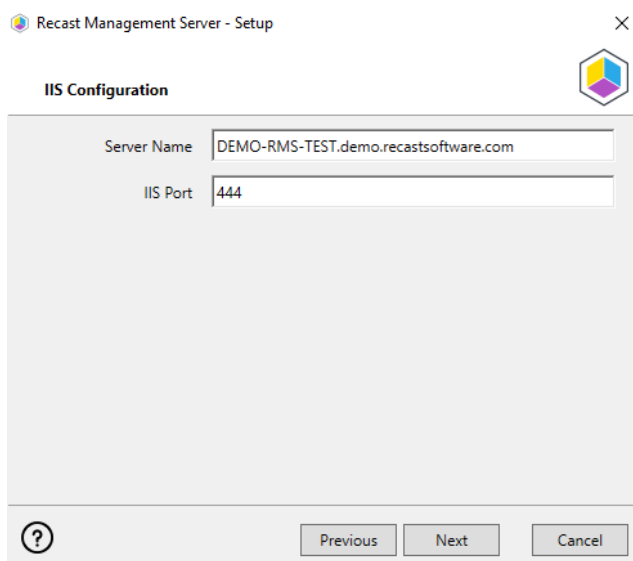 Recast Management Server - Setup
IIS Configuration
Server Name DEMO-RMS-TEST.demo.recastsoftware.com
IIS Port 444
? Previous Next Cancel